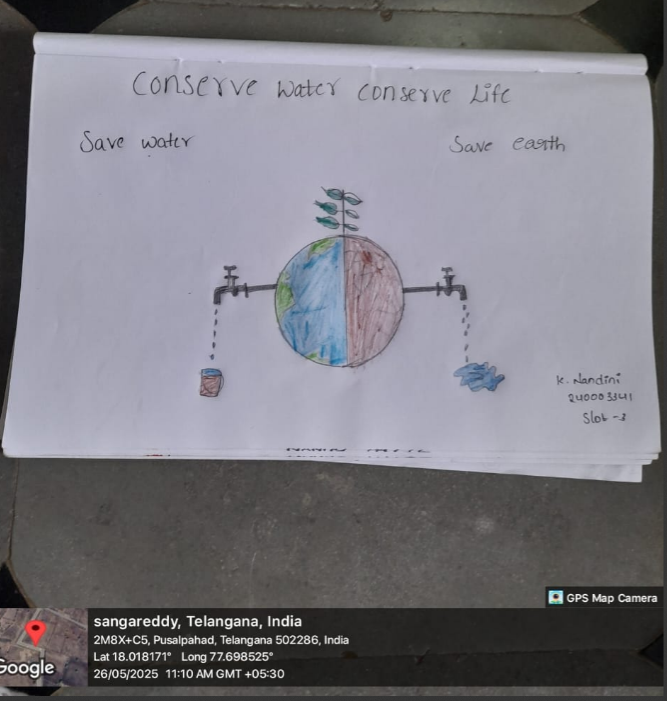 Conserve Water Conserve Life
Save water
Save earth
K. Nandini
240003341
Slot -3
GPS Map Camera
Google
sangareddy, Telangana, India
2M8X+C5, Pusalpahad, Telangana 502286, India
Lat 18.018171° Long 77.698525°
26/05/2025 11:10 AM GMT +05:30